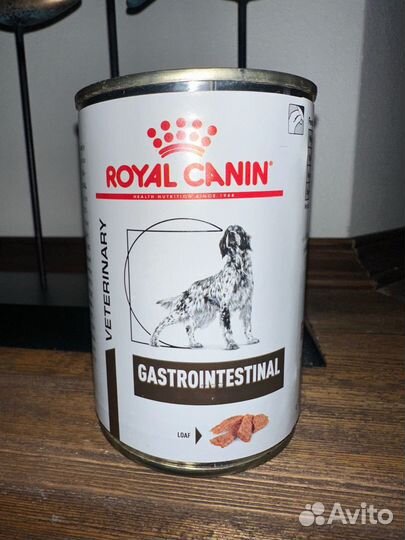 ROYAL CANIN
HEALTH NUTRITION SINCE 1968
VETERINARY
GASTROINTESTINAL
LOAF
Avito